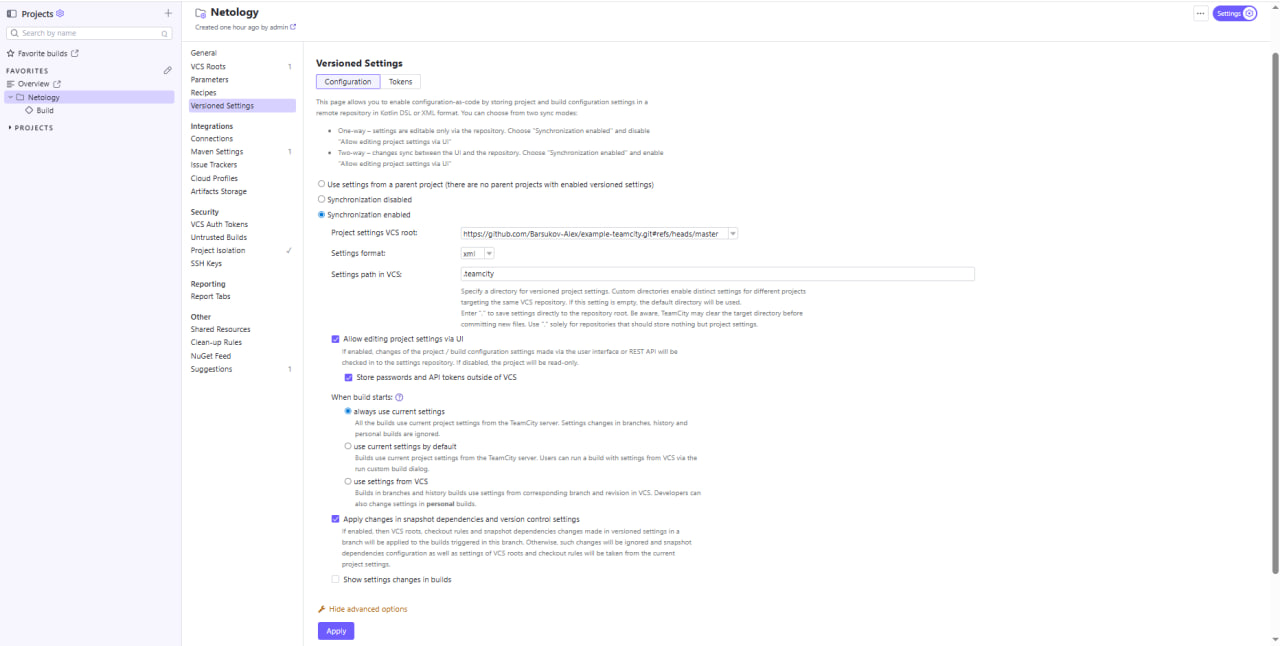 Projects
Search by name
Favorite builds
FAVORITES
Overview
Netology
Build
PROJECTS
Netology
Created one hour ago by admin
Settings
General
VCS Roots 1
Parameters
Recipes
Versioned Settings
Integrations
Connections
Maven Settings 1
Issue Trackers
Cloud Profiles
Artifacts Storage
Security
VCS Auth Tokens
Untrusted Builds
Project Isolation
SSH Keys
Reporting
Report Tabs
Other
Shared Resources
Clean-up Rules
NuGet Feed
Suggestions 1
Versioned Settings
Configuration Tokens
This page allows you to enable configuration-as-code by storing project and build configuration settings in a
remote repository in Kotlin DSL or XML format. You can choose from two sync modes:
One-way – settings are editable only via the repository. Choose "Synchronization enabled" and disable
"Allow editing project settings via UI"
Two-way – changes sync between the UI and the repository. Choose "Synchronization enabled" and enable
"Allow editing project settings via UI"
Use settings from a parent project (there are no parent projects with enabled versioned settings)
Synchronization disabled
Synchronization enabled
Project settings VCS root: https://github.com/Barsukov-Alex/example-teamcity.git#refs/heads/master
Settings format: xml
Settings path in VCS: .teamcity
Specify a directory for versioned project settings. Custom directories enable distinct settings for different projects
targeting the same VCS repository. If this setting is empty, the default directory will be used.
Enter "." to save settings directly to the repository root. Be aware, TeamCity may clear the target directory before
committing new files. Use "." solely for repositories that should store nothing but project settings.
Allow editing project settings via UI
If enabled, changes of the project / build configuration settings made via the user interface or REST API will be
checked in to the settings repository. If disabled, the project will be read-only.
Store passwords and API tokens outside of VCS
When build starts:
always use current settings
All the builds use current project settings from the TeamCity server. Settings changes in branches, history and
personal builds are ignored.
use current settings by default
Builds use current project settings from the TeamCity server. Users can run a build with settings from VCS via the
run custom build dialog.
use settings from VCS
Builds in branches and history builds use settings from corresponding branch and revision in VCS. Developers can
also change settings in personal builds.
Apply changes in snapshot dependencies and version control settings
If enabled, then VCS roots, checkout rules and snapshot dependencies changes made in versioned settings in a
branch will be applied to the builds triggered in this branch. Otherwise, such changes will be ignored and snapshot
dependencies configuration as well as settings of VCS roots and checkout rules will be taken from the current
project settings.
Show settings changes in builds
Hide advanced options
Apply